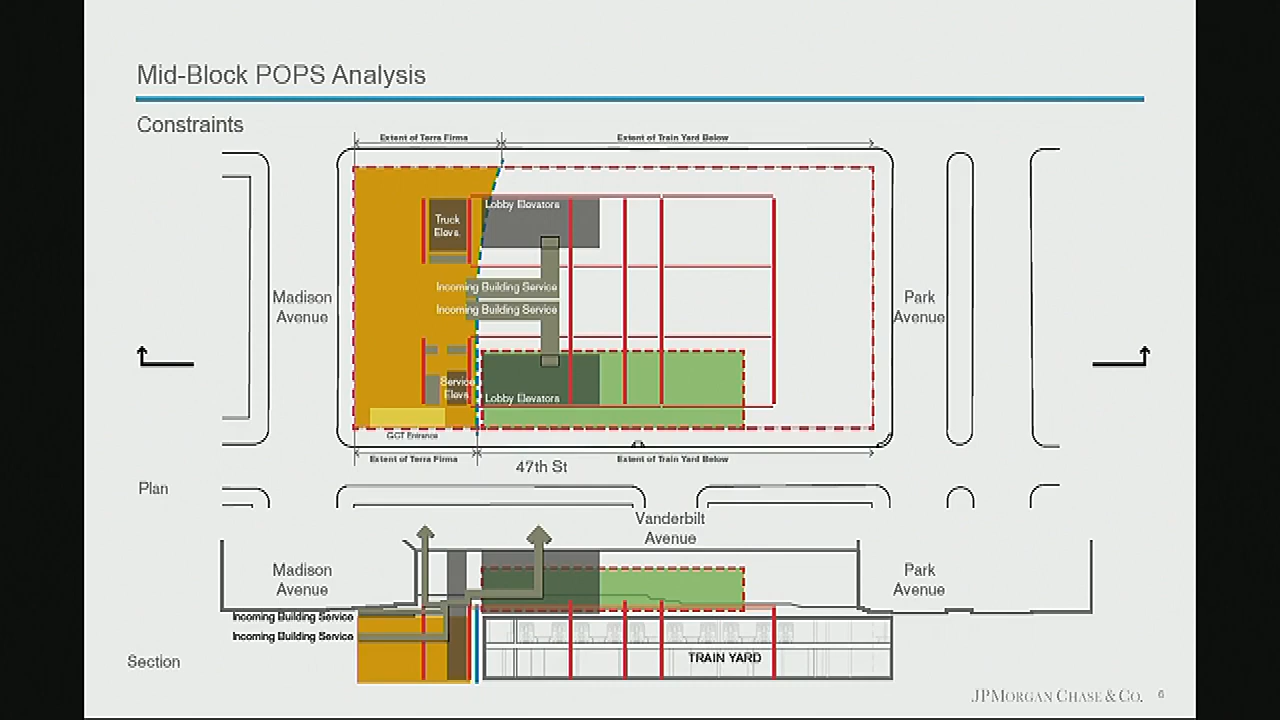 Mid-Block POPS Analysis
Constraints
Extent of Terra Firma
Extent of Train Yard Below
Truck
Elevs.
Lobby Elevators
Incoming Building Service
Incoming Building Service
Madison
Avenue
Park
Avenue
Service
Elevs.
Lobby Elevators
GCT Entrance
Extent of Terra Firma
Extent of Train Yard Below
47th St
Plan
Vanderbilt
Avenue
Madison
Avenue
Park
Avenue
Incoming Building Service
Incoming Building Service
TRAIN YARD
Section
JPMORGAN CHASE & CO.
6